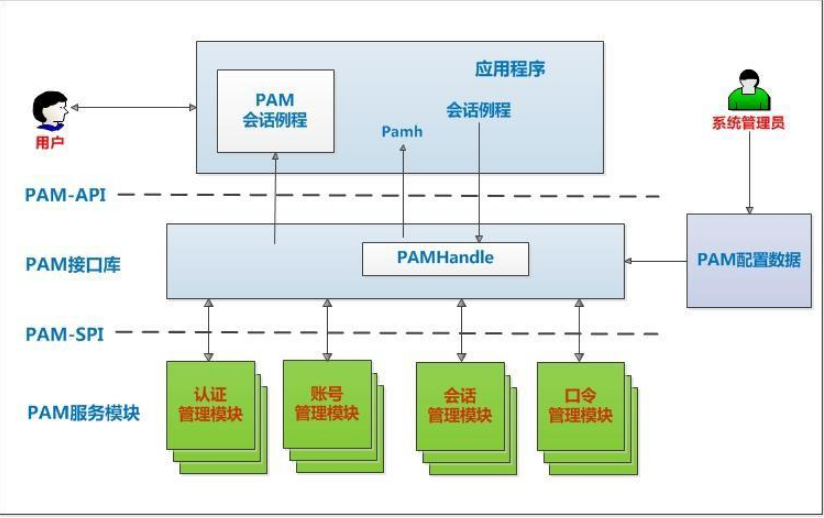 应用程序
PAM
会话例程
会话例程
Pamh
用户
系统管理员
PAM-API
PAM接口库
PAMHandle
PAM配置数据
PAM-SPI
PAM服务模块
认证
管理模块
账号
管理模块
会话
管理模块
口令
管理模块